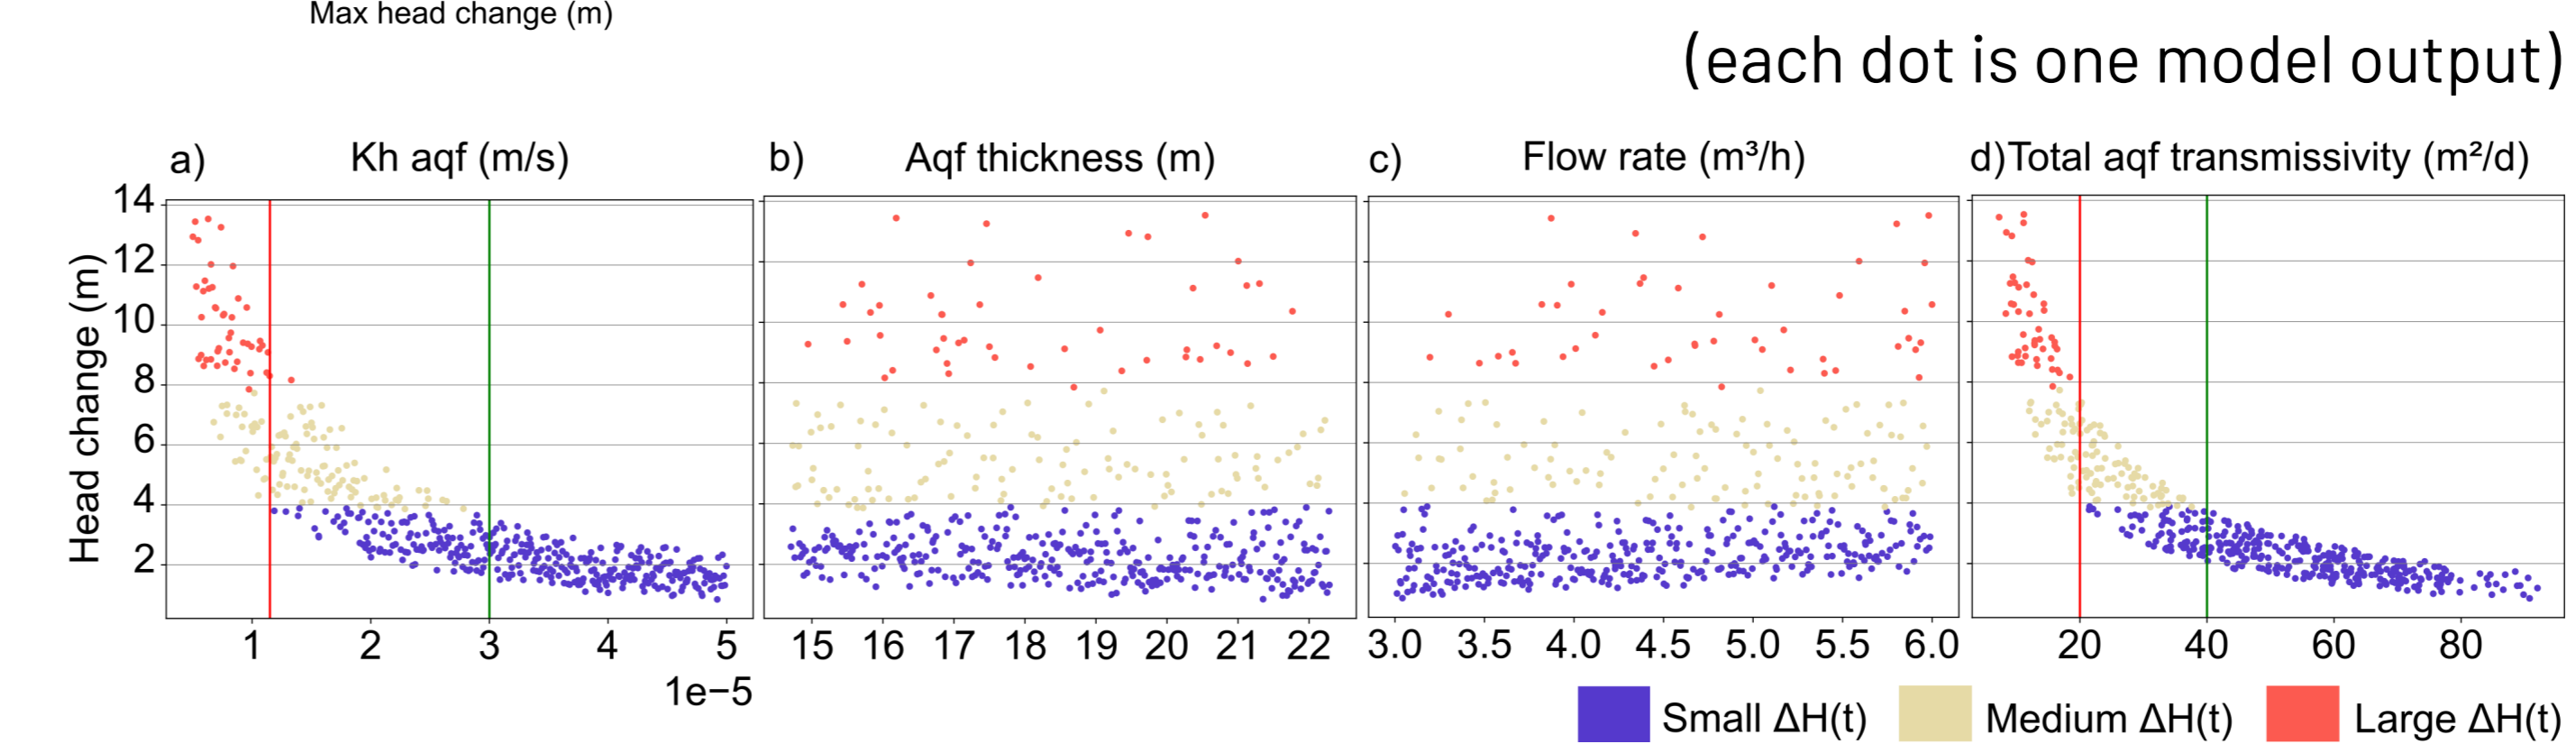 Max head change (m)
(each dot is one model output)
a) Kh aqf (m/s)
b) Aqf thickness (m)
c) Flow rate (m³/h)
d)Total aqf transmissivity (m²/d)
Head change (m)
14
12
10
8
6
4
2
1 2 3 4 5
1e−5
15 16 17 18 19 20 21 22
3.0 3.5 4.0 4.5 5.0 5.5 6.0
20 40 60 80
Small ΔH(t) Medium ΔH(t) Large ΔH(t)